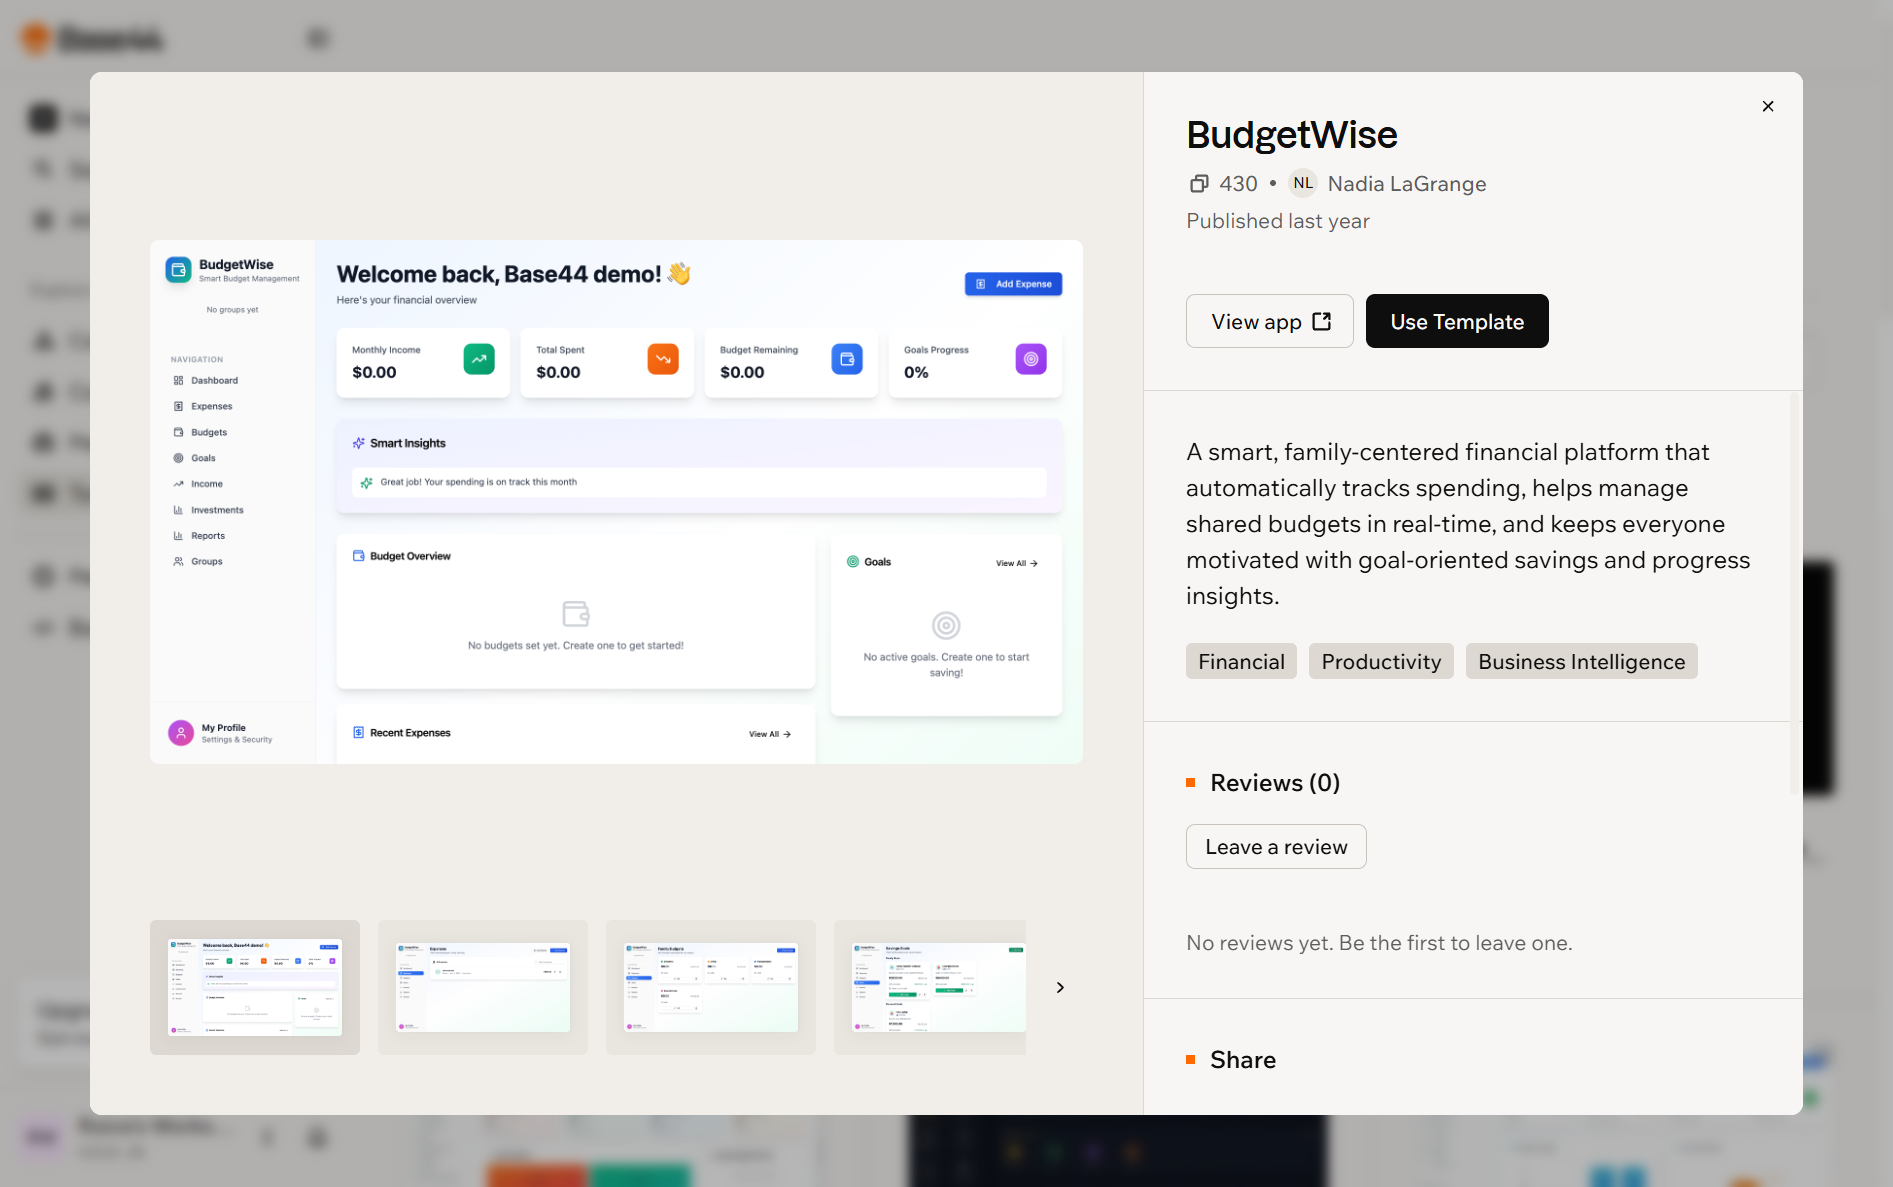 Base44
BudgetWise
Smart Budget Management
No groups yet
NAVIGATION
Dashboard
Expenses
Budgets
Goals
Income
Investments
Reports
Groups
My Profile
Settings & Security
Welcome back, Base44 demo! 👋
Here's your financial overview
Add Expense
Monthly Income
$0.00
Total Spent
$0.00
Budget Remaining
$0.00
Goals Progress
0%
Smart Insights
Great job! Your spending is on track this month
Budget Overview
No budgets set yet. Create one to get started!
Goals
View All →
No active goals. Create one to start
saving!
Recent Expenses
View All →
BudgetWise
430 • NL Nadia LaGrange
Published last year
View app
Use Template
A smart, family-centered financial platform that
automatically tracks spending, helps manage
shared budgets in real-time, and keeps everyone
motivated with goal-oriented savings and progress
insights.
Financial
Productivity
Business Intelligence
Reviews (0)
Leave a review
No reviews yet. Be the first to leave one.
Share